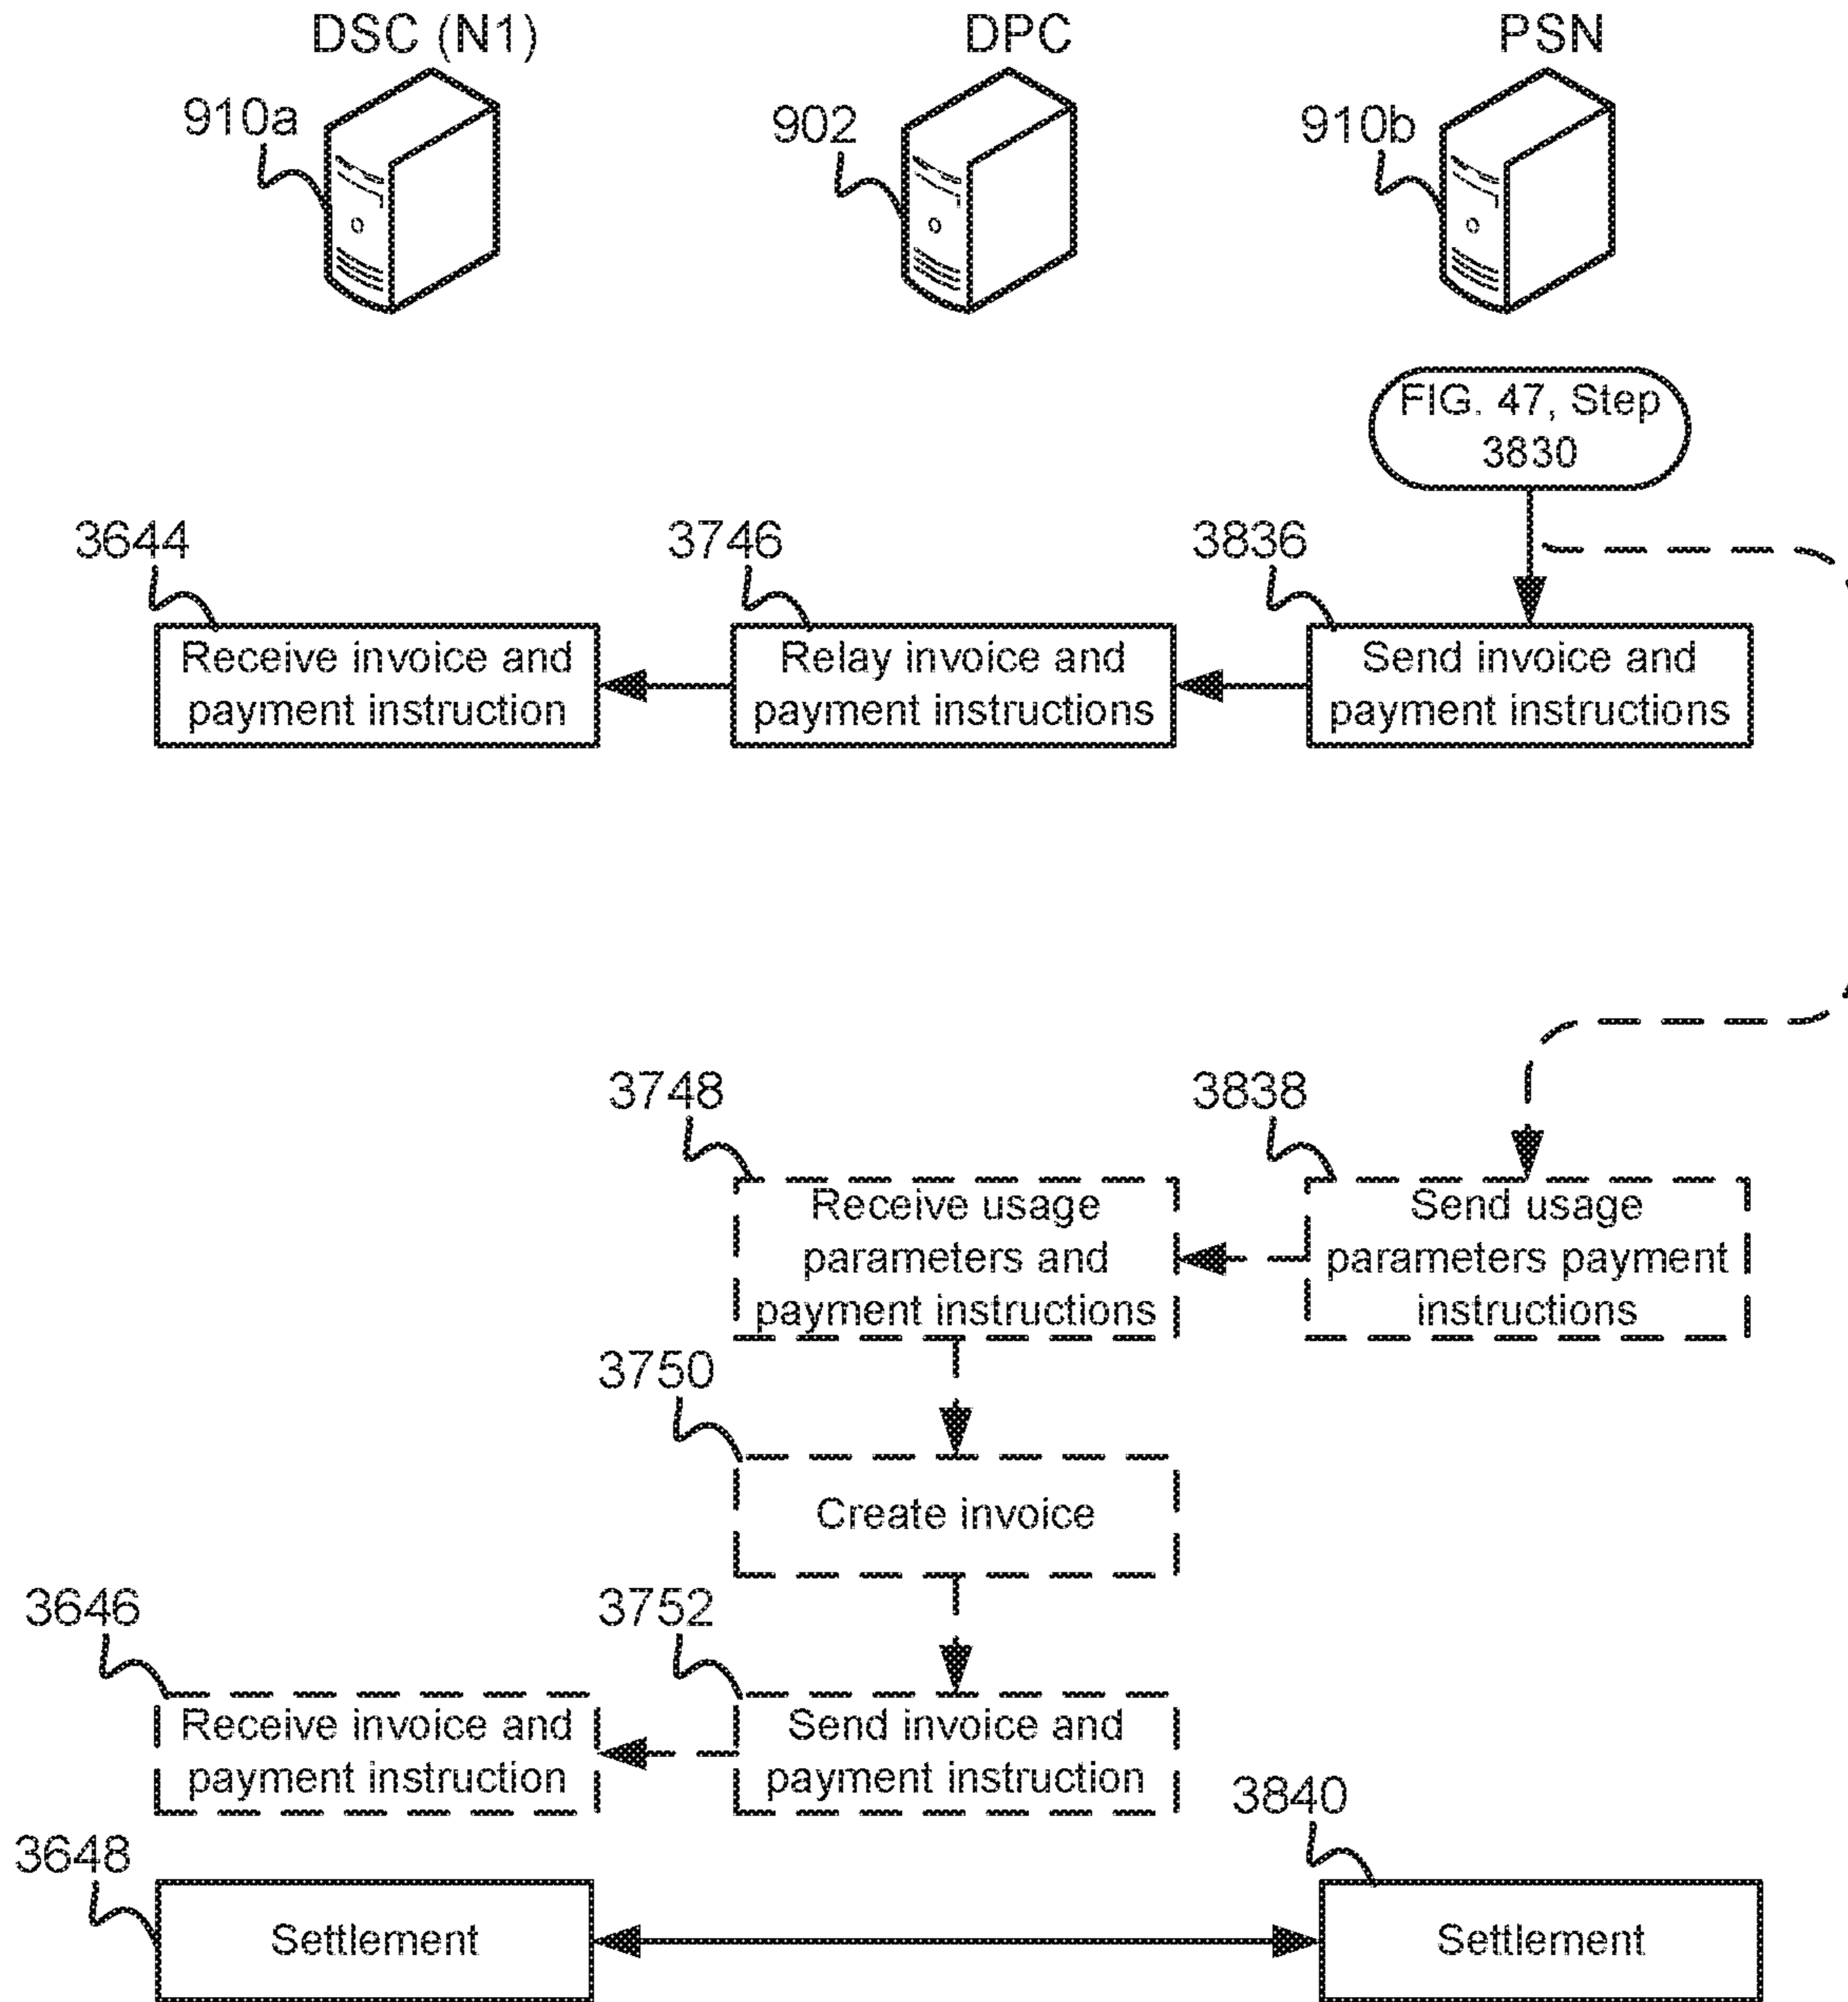 DSC (N1)
DPC
PSN
910a
902
910b
FIG. 47, Step
3830
3644
3746
3836
Receive invoice and
payment instruction
Relay invoice and
payment instructions
Send invoice and
payment instructions
3748
3838
Receive usage
parameters and
payment instructions
Send usage
parameters payment
instructions
3750
Create invoice
3646
3752
Receive invoice and
payment instruction
Send invoice and
payment instruction
3840
3648
Settlement
Settlement